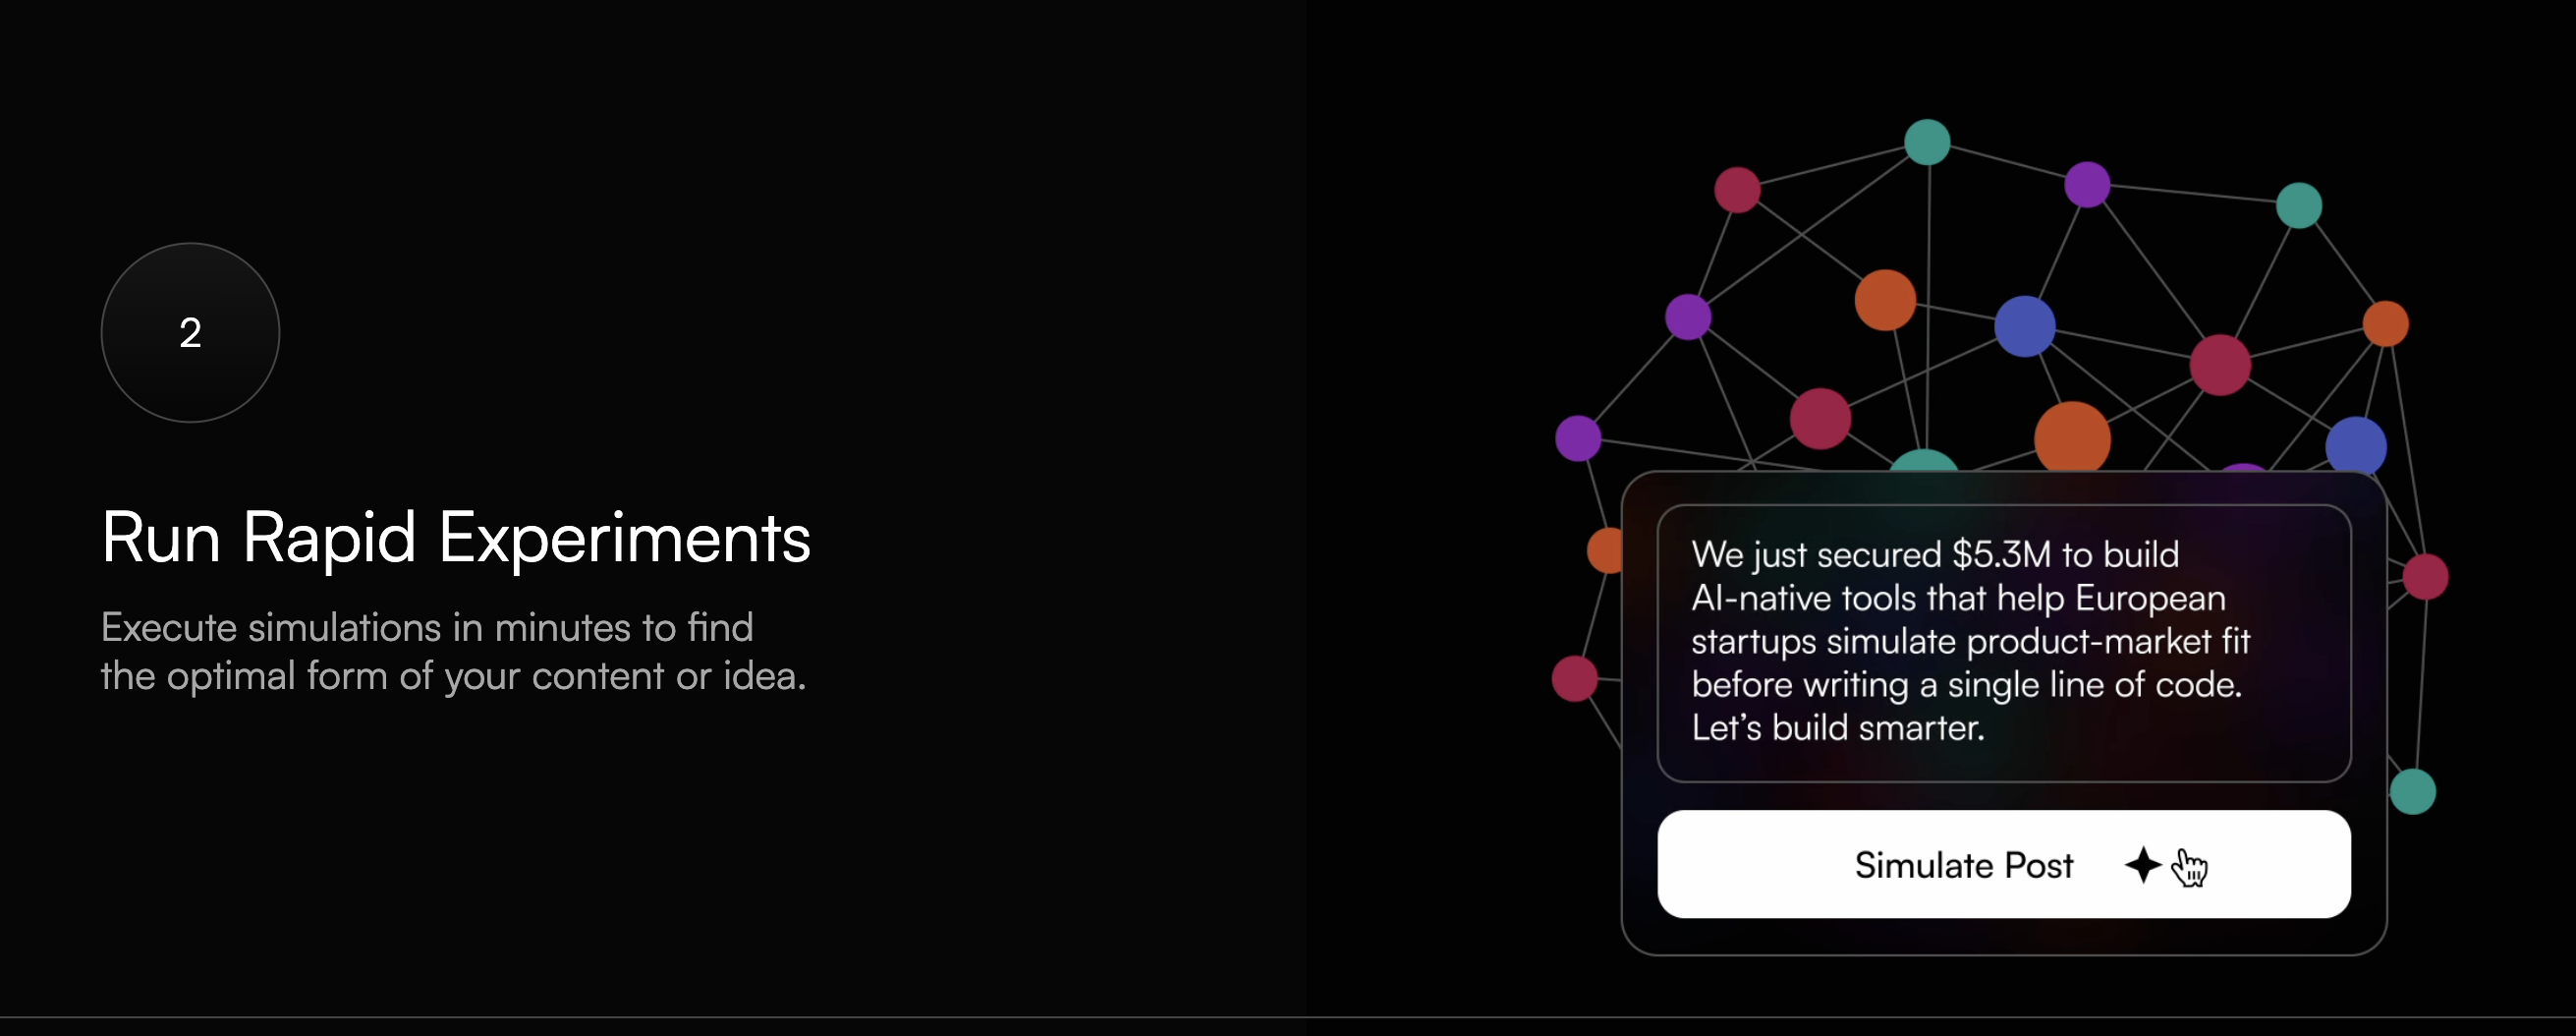 2
Run Rapid Experiments
Execute simulations in minutes to find
the optimal form of your content or idea.
We just secured $5.3M to build
AI-native tools that help European
startups simulate product-market fit
before writing a single line of code.
Let’s build smarter.
Simulate Post